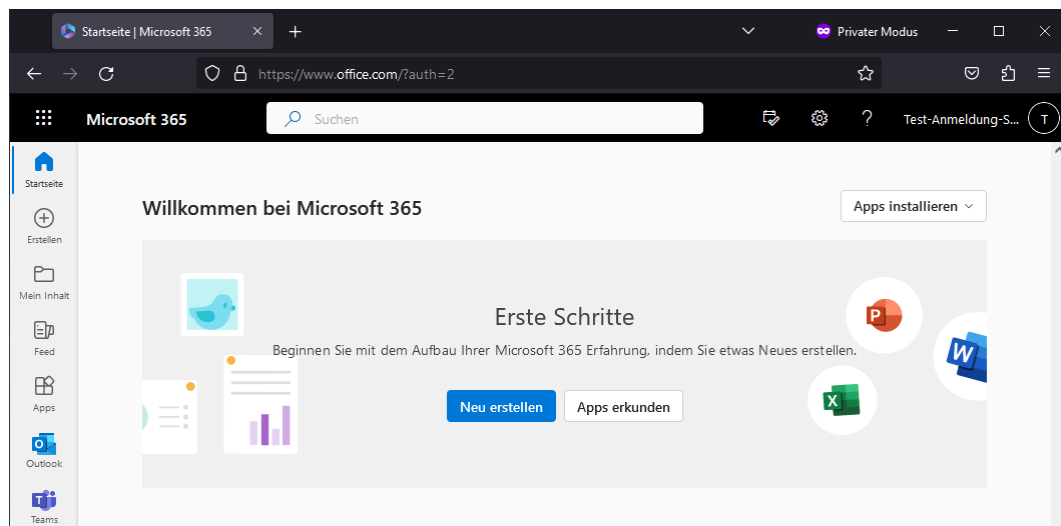 Startseite | Microsoft 365
Privater Modus
https://www.office.com/?auth=2
Microsoft 365
Suchen
Test-Anmeldung-S...
T
Startseite
Erstellen
Mein Inhalt
Feed
Apps
Outlook
Teams
Willkommen bei Microsoft 365
Apps installieren
Erste Schritte
Beginnen Sie mit dem Aufbau Ihrer Microsoft 365 Erfahrung, indem Sie etwas Neues erstellen.
Neu erstellen
Apps erkunden
P
W
X